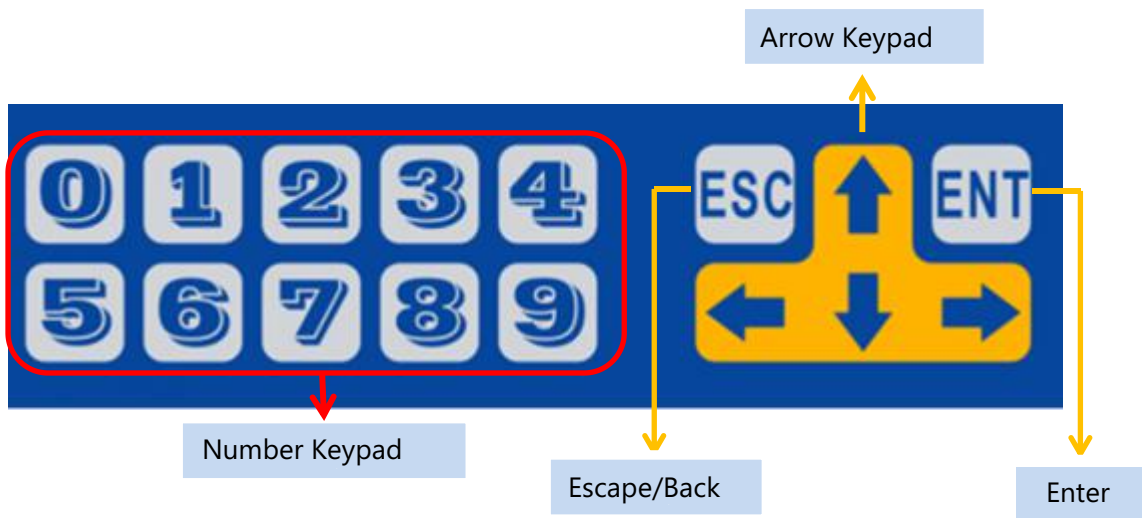 Arrow Keypad
0 1 2 3 4 ESC ENT
5 6 7 8 9
Number Keypad
Escape/Back
Enter